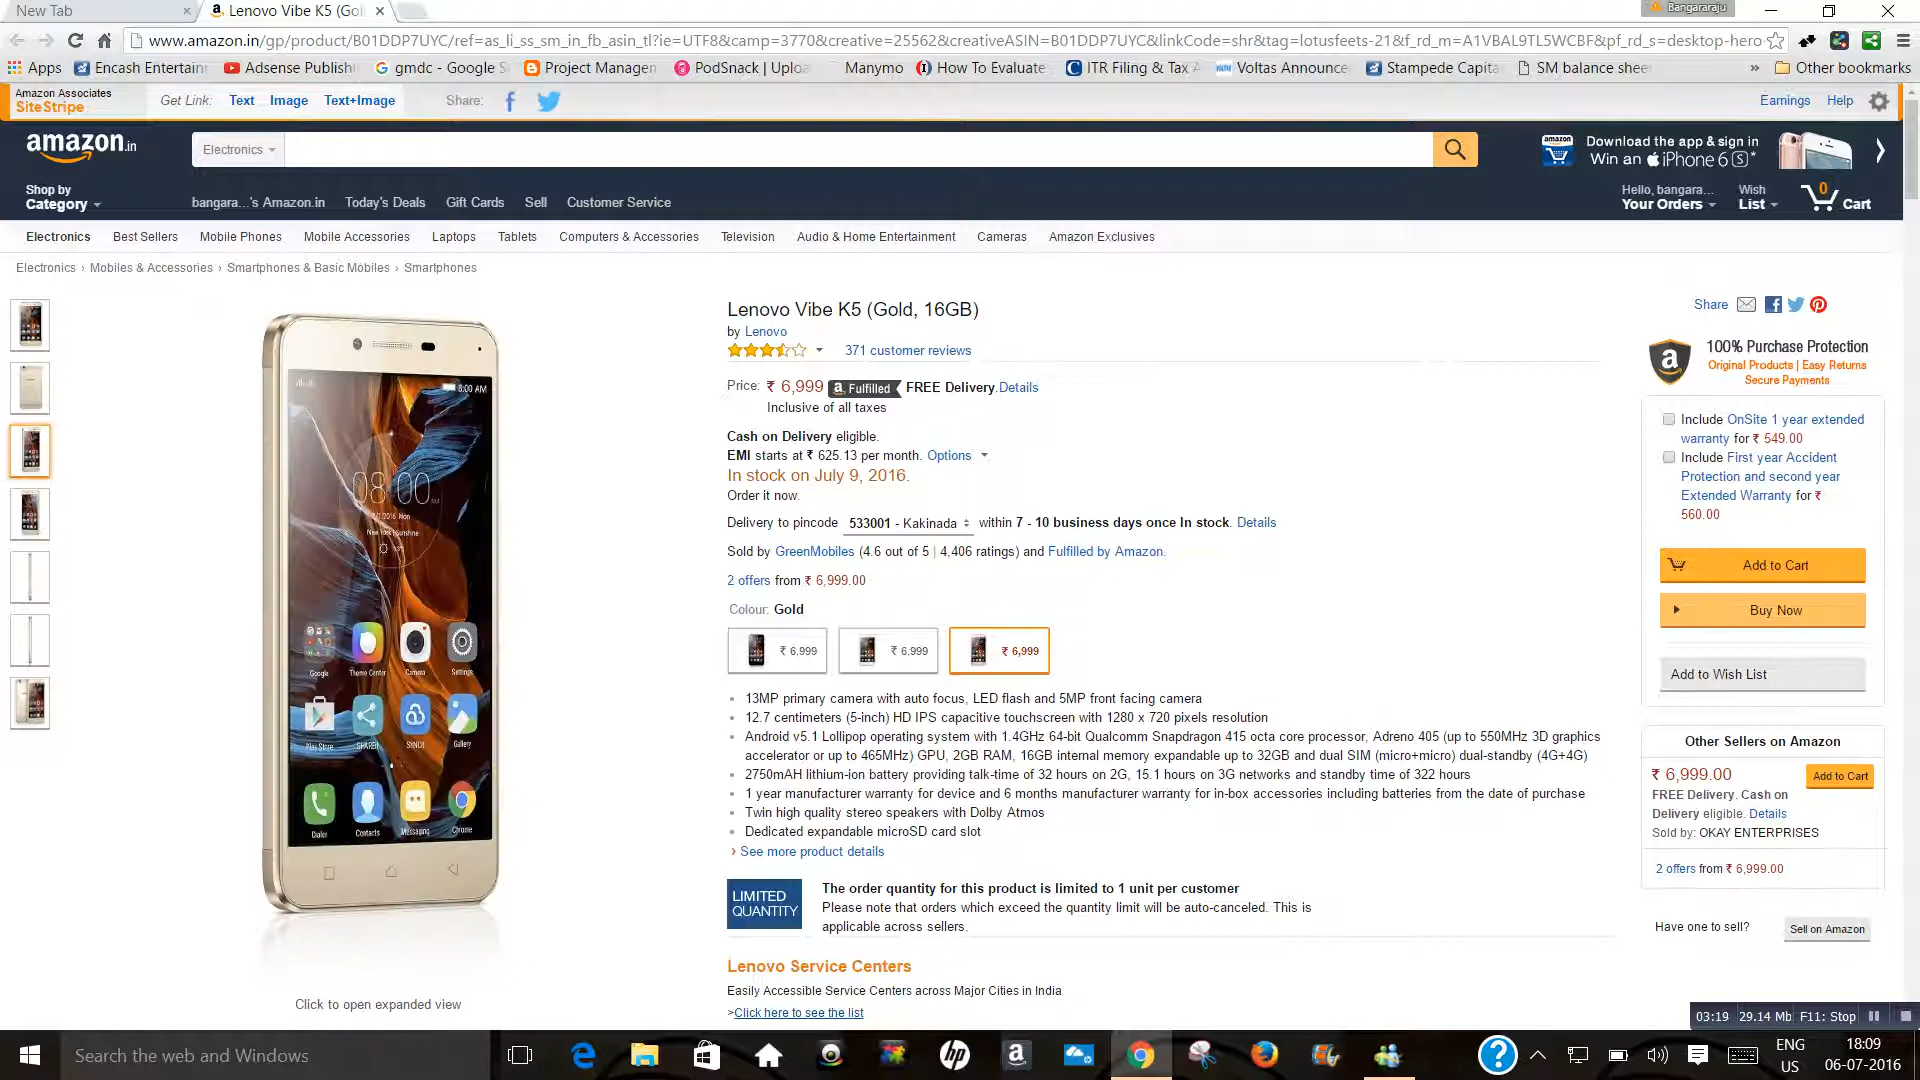 New Tab
Lenovo Vibe K5 (Gol
Bangararaju
www.amazon.in/gp/product/B01DDP7UYC/ref=as_li_ss_sm_in_fb_asin_tl?ie=UTF8&camp=3770&creative=25562&creativeASIN=B01DDP7UYC&linkCode=shr&tag=lotusfeets-21&f_rd_m=A1VBAL9TL5WCBF&pf_rd_s=desktop-hero
Apps Encash Entertain Adsense Publish gmdc - Google S Project Manager PodSnack | Uploa Manymo How To Evaluate ITR Filing & Tax Voltas Announce Stampede Capita SM balance shee » Other bookmarks
Amazon Associates
SiteStripe
Get Link: Text Image Text+Image Share: Earnings Help
amazon.in
Electronics
amazon
Download the app & sign in
Win an iPhone 6 S *
Shop by
Category
bangara...'s Amazon.in Today's Deals Gift Cards Sell Customer Service
Hello, bangara...
Your Orders
Wish
List
0
Cart
Electronics Best Sellers Mobile Phones Mobile Accessories Laptops Tablets Computers & Accessories Television Audio & Home Entertainment Cameras Amazon Exclusives
Electronics › Mobiles & Accessories › Smartphones & Basic Mobiles › Smartphones
8:00 AM
08:00
Google Theme Center Camera Settings
Play Store SHAREit SYNCit Gallery
Dialer Contacts Messaging Chrome
Click to open expanded view
Lenovo Vibe K5 (Gold, 16GB)
by Lenovo
371 customer reviews
Price: ₹ 6,999 a Fulfilled FREE Delivery.Details
Inclusive of all taxes
Cash on Delivery eligible.
EMI starts at ₹ 625.13 per month. Options
In stock on July 9, 2016.
Order it now.
Delivery to pincode 533001 - Kakinada within 7 - 10 business days once In stock. Details
Sold by GreenMobiles (4.6 out of 5 | 4,406 ratings) and Fulfilled by Amazon.
2 offers from ₹ 6,999.00
Colour: Gold
₹ 6,999 ₹ 6,999 ₹ 6,999
• 13MP primary camera with auto focus, LED flash and 5MP front facing camera
• 12.7 centimeters (5-inch) HD IPS capacitive touchscreen with 1280 x 720 pixels resolution
• Android v5.1 Lollipop operating system with 1.4GHz 64-bit Qualcomm Snapdragon 415 octa core processor, Adreno 405 (up to 550MHz 3D graphics
accelerator or up to 465MHz) GPU, 2GB RAM, 16GB internal memory expandable up to 32GB and dual SIM (micro+micro) dual-standby (4G+4G)
• 2750mAH lithium-ion battery providing talk-time of 32 hours on 2G, 15.1 hours on 3G networks and standby time of 322 hours
• 1 year manufacturer warranty for device and 6 months manufacturer warranty for in-box accessories including batteries from the date of purchase
• Twin high quality stereo speakers with Dolby Atmos
• Dedicated expandable microSD card slot
› See more product details
LIMITED
QUANTITY
The order quantity for this product is limited to 1 unit per customer
Please note that orders which exceed the quantity limit will be auto-canceled. This is
applicable across sellers.
Lenovo Service Centers
Easily Accessible Service Centers across Major Cities in India
>Click here to see the list
Share
100% Purchase Protection
Original Products | Easy Returns
Secure Payments
Include OnSite 1 year extended
warranty for ₹ 549.00
Include First year Accident
Protection and second year
Extended Warranty for ₹
560.00
Add to Cart
Buy Now
Add to Wish List
Other Sellers on Amazon
₹ 6,999.00 Add to Cart
FREE Delivery. Cash on
Delivery eligible. Details
Sold by: OKAY ENTERPRISES
2 offers from ₹ 6,999.00
Have one to sell? Sell on Amazon
03:19 29.14 Mb F11: Stop
Search the web and Windows
ENG
US
18:09
06-07-2016